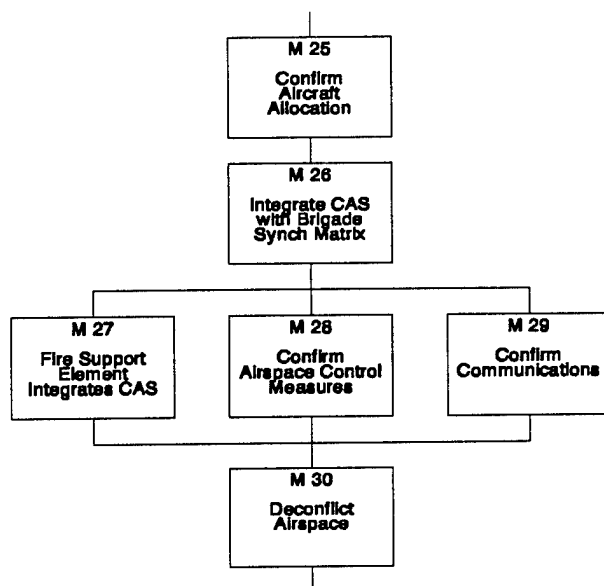 M 25
Confirm
Aircraft
Allocation
M 26
Integrate CAS
with Brigade
Synch Matrix
M 27
Fire Support
Element
Integrates CAS
M 28
Confirm
Airspace Control
Measures
M 29
Confirm
Communications
M 30
Deconflict
Airspace